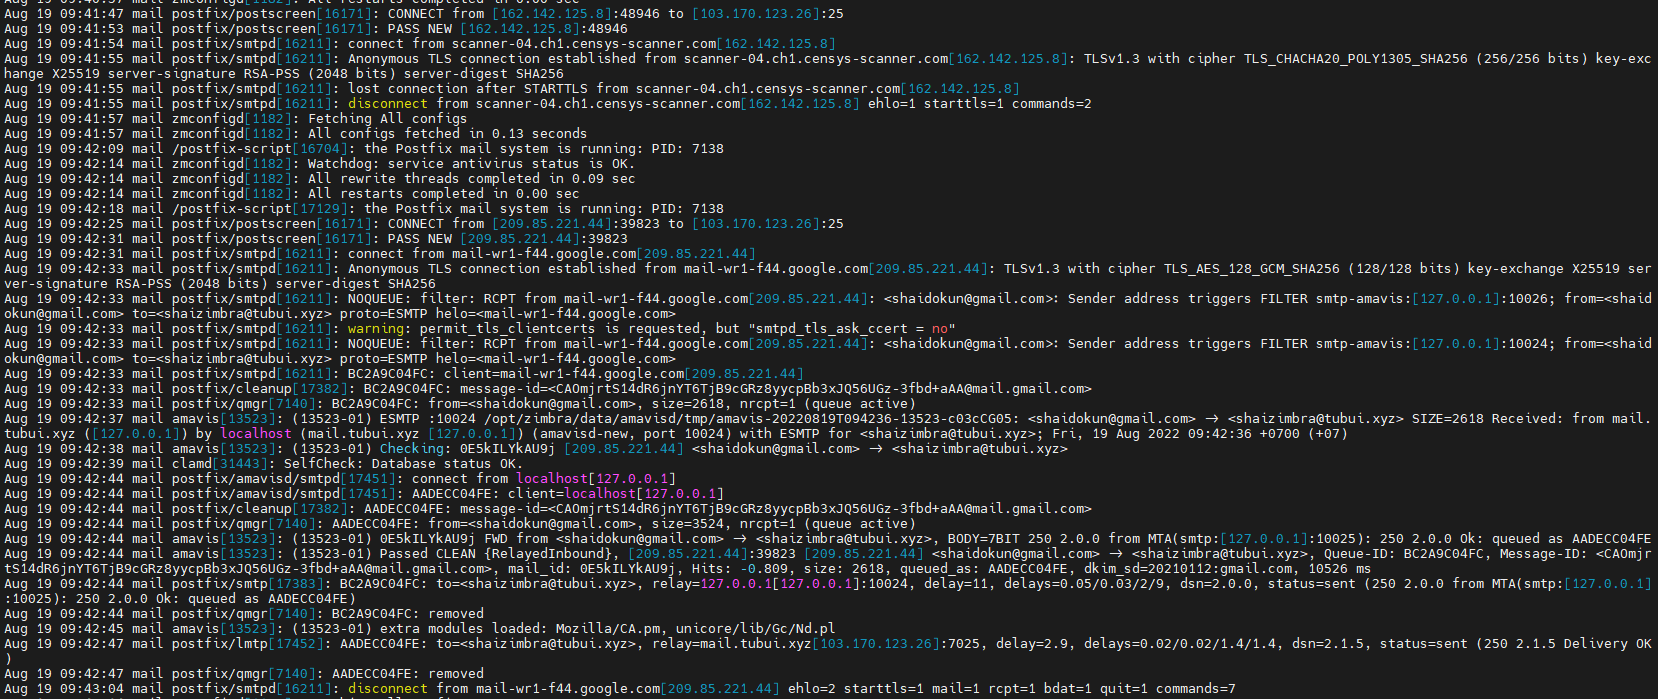 Aug 19 09:40:57 mail zmconfigd[1182]: All restarts completed in 0.00 sec
Aug 19 09:41:47 mail postfix/postscreen[16171]: CONNECT from [162.142.125.8]:48946 to [103.170.123.26]:25
Aug 19 09:41:53 mail postfix/postscreen[16171]: PASS NEW [162.142.125.8]:48946
Aug 19 09:41:54 mail postfix/smtpd[16211]: connect from scanner-04.ch1.censys-scanner.com[162.142.125.8]
Aug 19 09:41:55 mail postfix/smtpd[16211]: Anonymous TLS connection established from scanner-04.ch1.censys-scanner.com[162.142.125.8]: TLSv1.3 with cipher TLS_CHACHA20_POLY1305_SHA256 (256/256 bits) key-exc
hange X25519 server-signature RSA-PSS (2048 bits) server-digest SHA256
Aug 19 09:41:55 mail postfix/smtpd[16211]: lost connection after STARTTLS from scanner-04.ch1.censys-scanner.com[162.142.125.8]
Aug 19 09:41:55 mail postfix/smtpd[16211]: disconnect from scanner-04.ch1.censys-scanner.com[162.142.125.8] ehlo=1 starttls=1 commands=2
Aug 19 09:41:57 mail zmconfigd[1182]: Fetching All configs
Aug 19 09:41:57 mail zmconfigd[1182]: All configs fetched in 0.13 seconds
Aug 19 09:42:09 mail /postfix-script[16704]: the Postfix mail system is running: PID: 7138
Aug 19 09:42:14 mail zmconfigd[1182]: Watchdog: service antivirus status is OK.
Aug 19 09:42:14 mail zmconfigd[1182]: All rewrite threads completed in 0.09 sec
Aug 19 09:42:14 mail zmconfigd[1182]: All restarts completed in 0.00 sec
Aug 19 09:42:18 mail /postfix-script[17129]: the Postfix mail system is running: PID: 7138
Aug 19 09:42:25 mail postfix/postscreen[16171]: CONNECT from [209.85.221.44]:39823 to [103.170.123.26]:25
Aug 19 09:42:31 mail postfix/postscreen[16171]: PASS NEW [209.85.221.44]:39823
Aug 19 09:42:31 mail postfix/smtpd[16211]: connect from mail-wr1-f44.google.com[209.85.221.44]
Aug 19 09:42:33 mail postfix/smtpd[16211]: Anonymous TLS connection established from mail-wr1-f44.google.com[209.85.221.44]: TLSv1.3 with cipher TLS_AES_128_GCM_SHA256 (128/128 bits) key-exchange X25519 ser
ver-signature RSA-PSS (2048 bits) server-digest SHA256
Aug 19 09:42:33 mail postfix/smtpd[16211]: NOQUEUE: filter: RCPT from mail-wr1-f44.google.com[209.85.221.44]: <shaidokun@gmail.com>: Sender address triggers FILTER smtp-amavis:[127.0.0.1]:10026; from=<shaid
okun@gmail.com> to=<shaizimbra@tubui.xyz> proto=ESMTP helo=<mail-wr1-f44.google.com>
Aug 19 09:42:33 mail postfix/smtpd[16211]: warning: permit_tls_clientcerts is requested, but "smtpd_tls_ask_ccert = no"
Aug 19 09:42:33 mail postfix/smtpd[16211]: NOQUEUE: filter: RCPT from mail-wr1-f44.google.com[209.85.221.44]: <shaidokun@gmail.com>: Sender address triggers FILTER smtp-amavis:[127.0.0.1]:10024; from=<shaid
okun@gmail.com> to=<shaizimbra@tubui.xyz> proto=ESMTP helo=<mail-wr1-f44.google.com>
Aug 19 09:42:33 mail postfix/smtpd[16211]: BC2A9C04FC: client=mail-wr1-f44.google.com[209.85.221.44]
Aug 19 09:42:33 mail postfix/cleanup[17382]: BC2A9C04FC: message-id=<CAOmjrtS14dR6jnYT6TjB9cGRz8yycpBb3xJQ56UGz-3fbd+aAA@mail.gmail.com>
Aug 19 09:42:33 mail postfix/qmgr[7140]: BC2A9C04FC: from=<shaidokun@gmail.com>, size=2618, nrcpt=1 (queue active)
Aug 19 09:42:37 mail amavis[13523]: (13523-01) ESMTP :10024 /opt/zimbra/data/amavisd/tmp/amavis-20220819T094236-13523-c03cCG05: <shaidokun@gmail.com> → <shaizimbra@tubui.xyz> SIZE=2618 Received: from mail.
tubui.xyz ([127.0.0.1]) by localhost (mail.tubui.xyz [127.0.0.1]) (amavisd-new, port 10024) with ESMTP for <shaizimbra@tubui.xyz>; Fri, 19 Aug 2022 09:42:36 +0700 (+07)
Aug 19 09:42:38 mail amavis[13523]: (13523-01) Checking: 0E5kILYkAU9j [209.85.221.44] <shaidokun@gmail.com> → <shaizimbra@tubui.xyz>
Aug 19 09:42:39 mail clamd[31443]: SelfCheck: Database status OK.
Aug 19 09:42:44 mail postfix/amavisd/smtpd[17451]: connect from localhost[127.0.0.1]
Aug 19 09:42:44 mail postfix/amavisd/smtpd[17451]: AADECC04FE: client=localhost[127.0.0.1]
Aug 19 09:42:44 mail postfix/cleanup[17382]: AADECC04FE: message-id=<CAOmjrtS14dR6jnYT6TjB9cGRz8yycpBb3xJQ56UGz-3fbd+aAA@mail.gmail.com>
Aug 19 09:42:44 mail postfix/qmgr[7140]: AADECC04FE: from=<shaidokun@gmail.com>, size=3524, nrcpt=1 (queue active)
Aug 19 09:42:44 mail amavis[13523]: (13523-01) 0E5kILYkAU9j FWD from <shaidokun@gmail.com> → <shaizimbra@tubui.xyz>, BODY=7BIT 250 2.0.0 from MTA(smtp:[127.0.0.1]:10025): 250 2.0.0 Ok: queued as AADECC04FE
Aug 19 09:42:44 mail amavis[13523]: (13523-01) Passed CLEAN {RelayedInbound}, [209.85.221.44]:39823 [209.85.221.44] <shaidokun@gmail.com> → <shaizimbra@tubui.xyz>, Queue-ID: BC2A9C04FC, Message-ID: <CAOmjr
tS14dR6jnYT6TjB9cGRz8yycpBb3xJQ56UGz-3fbd+aAA@mail.gmail.com>, mail_id: 0E5kILYkAU9j, Hits: -0.809, size: 2618, queued_as: AADECC04FE, dkim_sd=20210112:gmail.com, 10526 ms
Aug 19 09:42:44 mail postfix/smtp[17383]: BC2A9C04FC: to=<shaizimbra@tubui.xyz>, relay=127.0.0.1[127.0.0.1]:10024, delay=11, delays=0.05/0.03/2/9, dsn=2.0.0, status=sent (250 2.0.0 from MTA(smtp:[127.0.0.1]
:10025): 250 2.0.0 Ok: queued as AADECC04FE)
Aug 19 09:42:44 mail postfix/qmgr[7140]: BC2A9C04FC: removed
Aug 19 09:42:45 mail amavis[13523]: (13523-01) extra modules loaded: Mozilla/CA.pm, unicore/lib/Gc/Nd.pl
Aug 19 09:42:47 mail postfix/lmtp[17452]: AADECC04FE: to=<shaizimbra@tubui.xyz>, relay=mail.tubui.xyz[103.170.123.26]:7025, delay=2.9, delays=0.02/0.02/1.4/1.4, dsn=2.1.5, status=sent (250 2.1.5 Delivery OK
)
Aug 19 09:42:47 mail postfix/qmgr[7140]: AADECC04FE: removed
Aug 19 09:43:04 mail postfix/smtpd[16211]: disconnect from mail-wr1-f44.google.com[209.85.221.44] ehlo=2 starttls=1 mail=1 rcpt=1 bdat=1 quit=1 commands=7